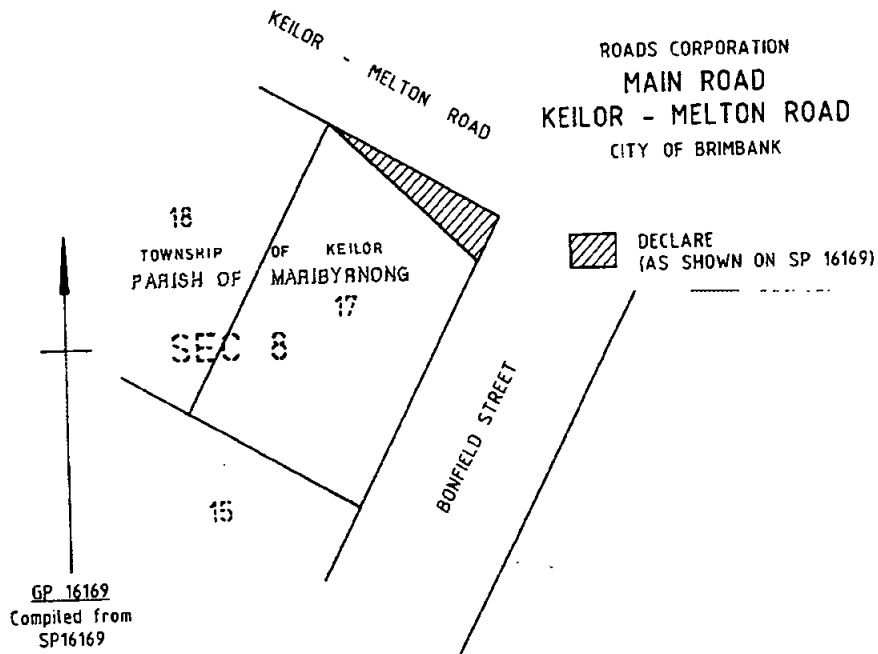 KEILOR - MELTON ROAD
ROADS CORPORATION
MAIN ROAD
KEILOR - MELTON ROAD
CITY OF BRIMBANK
DECLARE
(AS SHOWN ON SP 16169)
18
TOWNSHIP OF KEILOR
PARISH OF MARIBYRNONG
17
SEC 8
BONFIELD STREET
15
GP 16169
Compiled from
SP16169